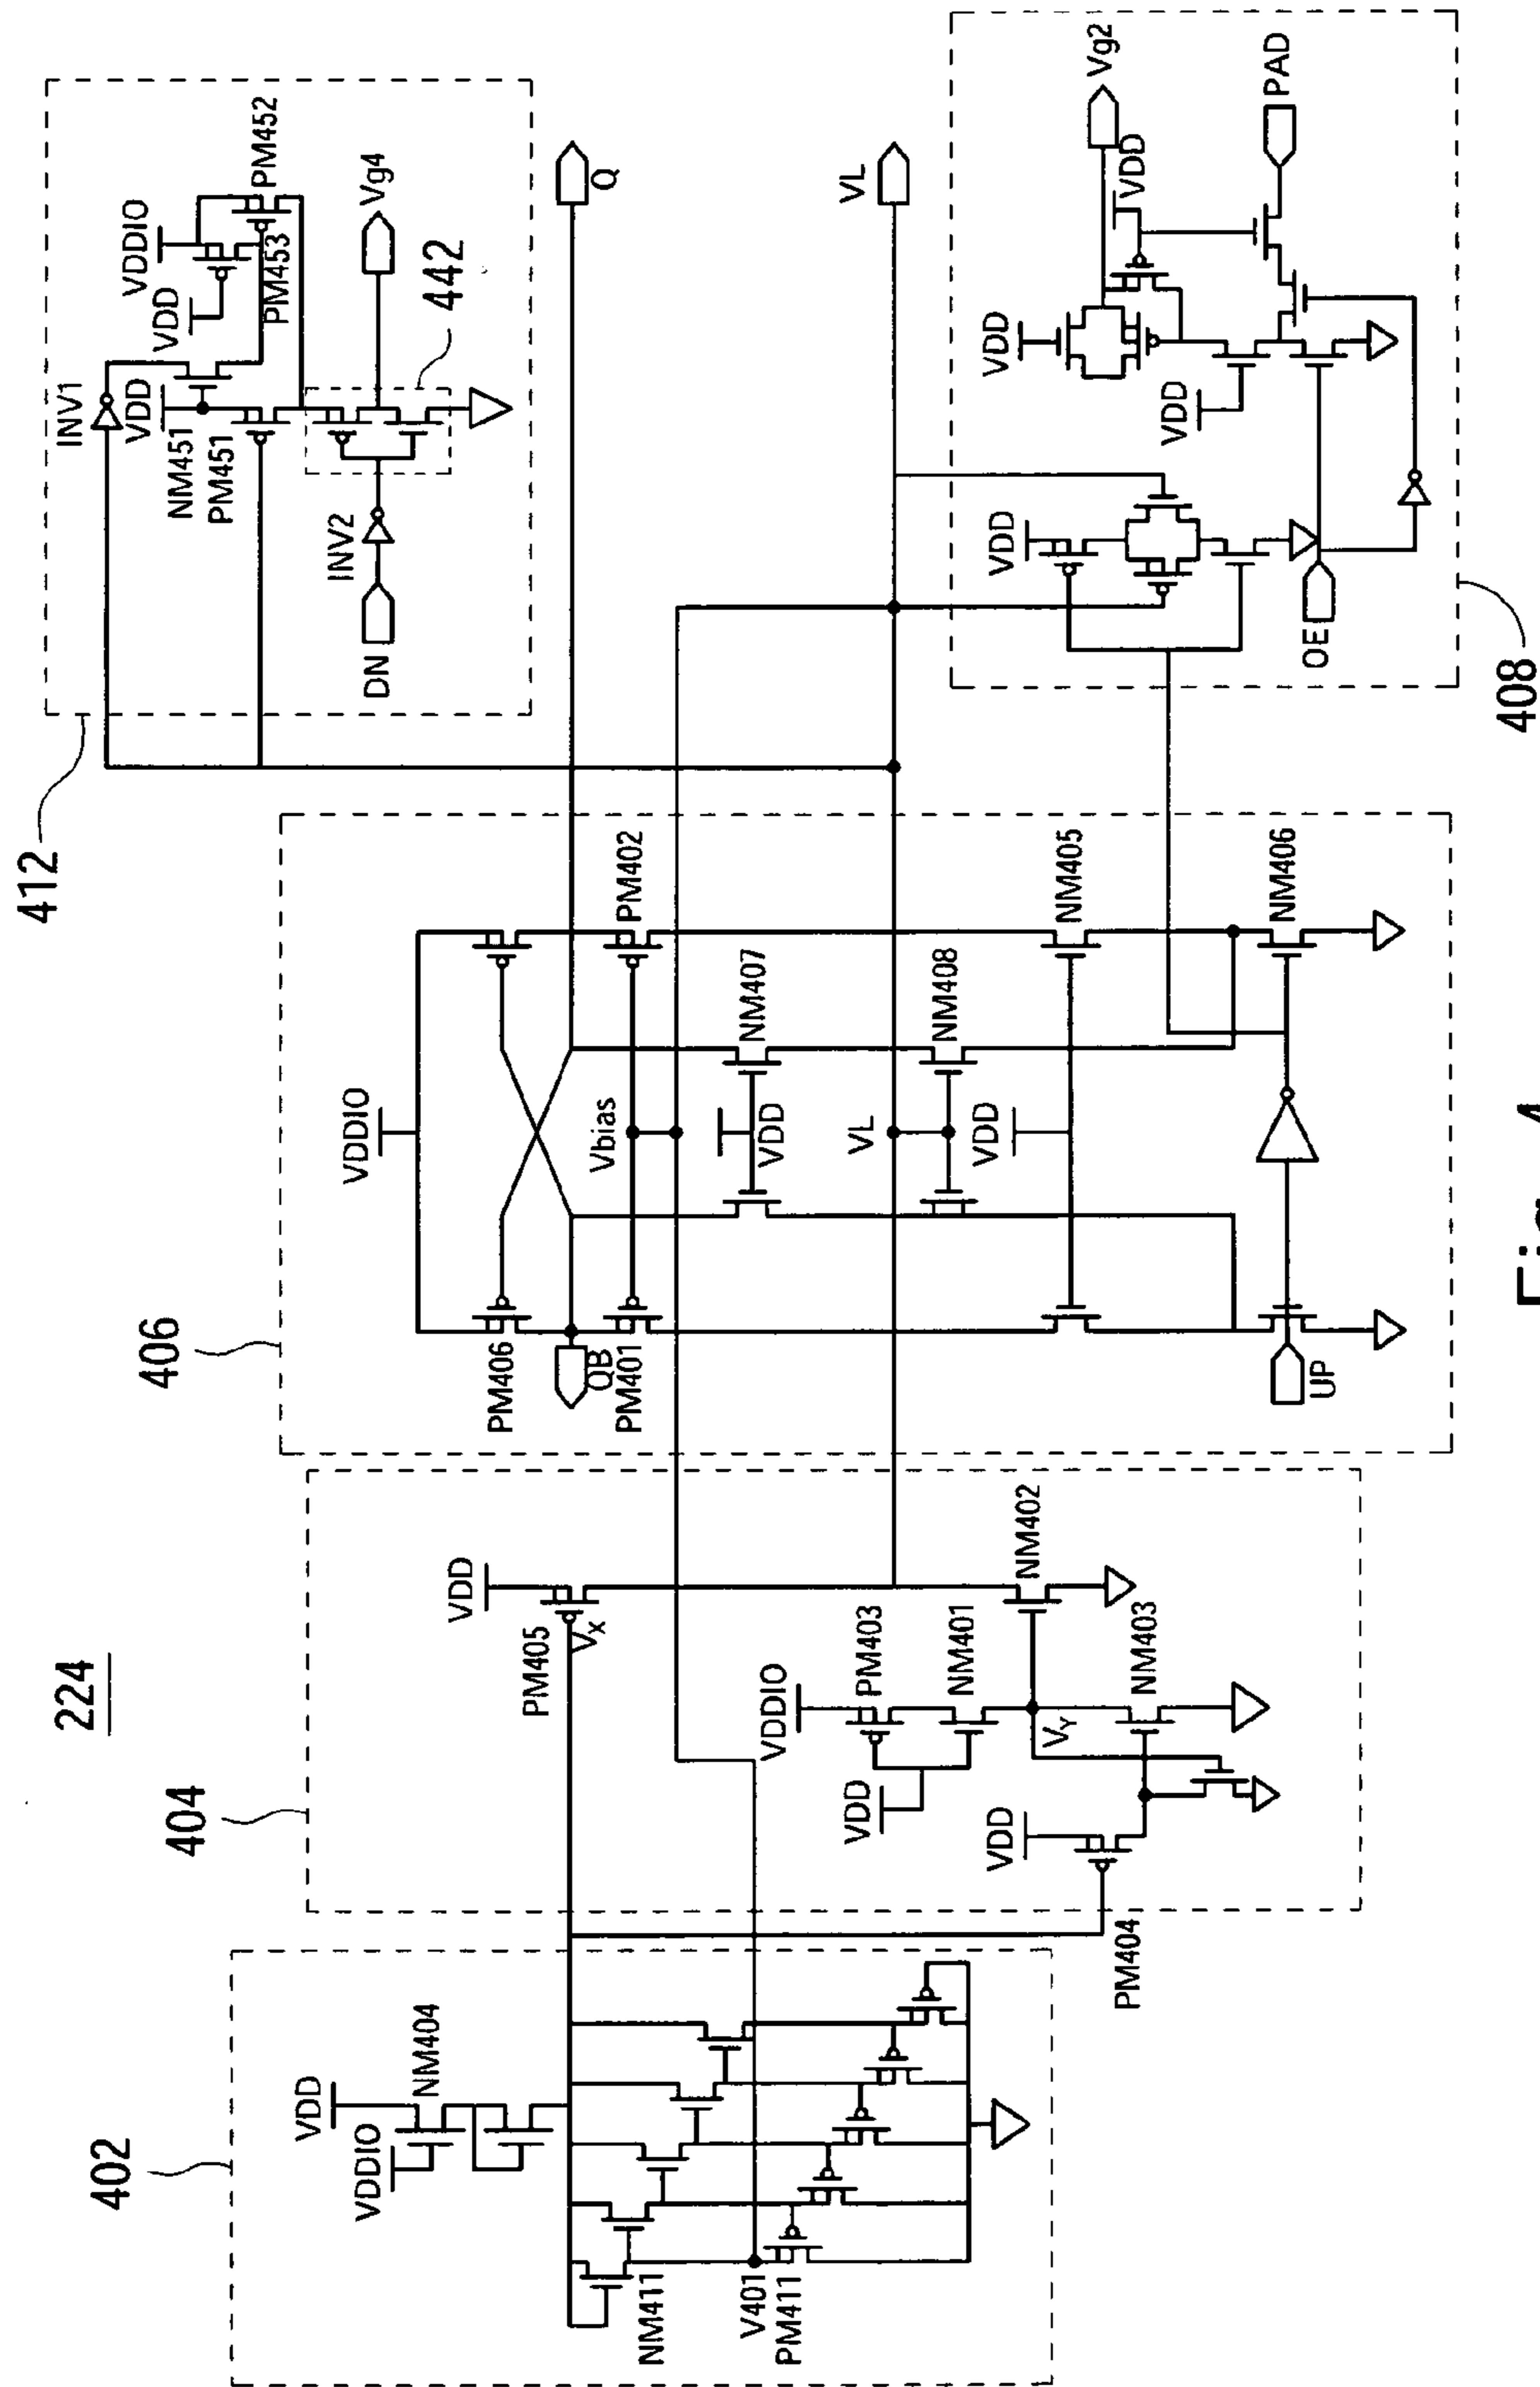 224
402
VDD
VDDIO
NM404
NM411
V401
PM411
404
VDD
PM405
VX
VDDIO
PM403
VDD
NM401
VY
NM402
VDD
NM403
PM404
406
VDDIO
PM406
QB
PM401
Vbias
PM402
NM407
VDD
VL
NM408
VDD
NM405
NM406
UP
412
INV1
VDD
NM451
PM451
VDDIO
VDD
PM453
PM452
INV2
DN
Vg4
442
Q
VL
408
VDD
OE
VDD
VDD
VDD
Vg2
PAD
Fig. 4